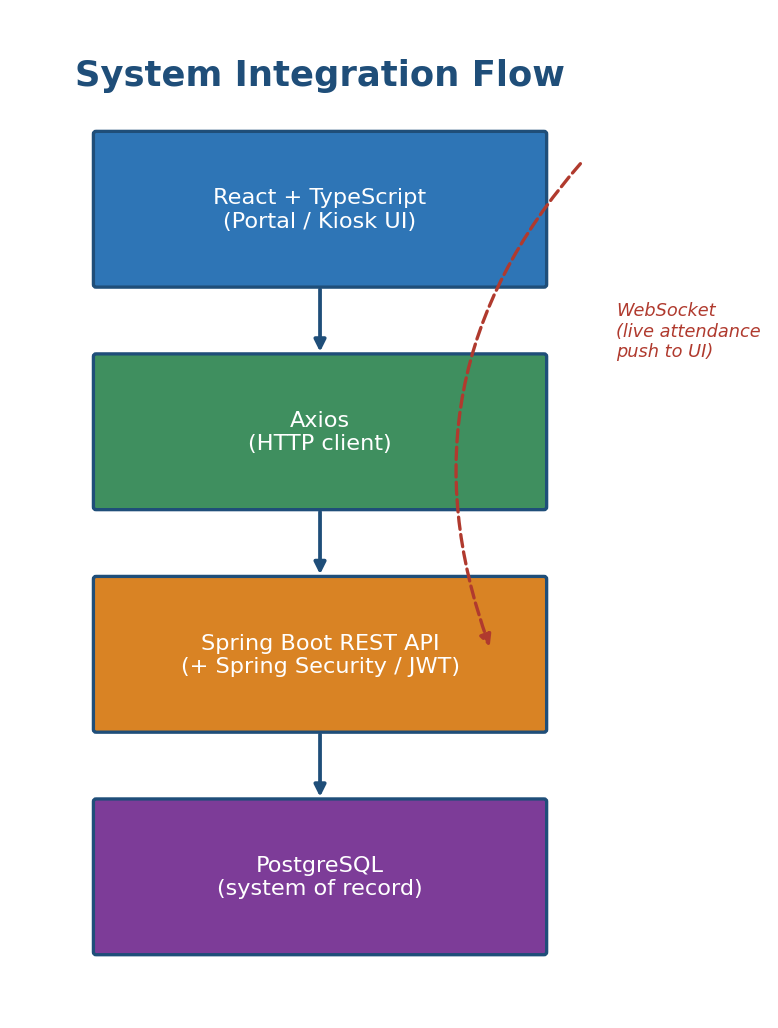 System Integration Flow
React + TypeScript
(Portal / Kiosk UI)
WebSocket
(live attendance
push to UI)
Axios
(HTTP client)
Spring Boot REST API
(+ Spring Security / JWT)
PostgreSQL
(system of record)